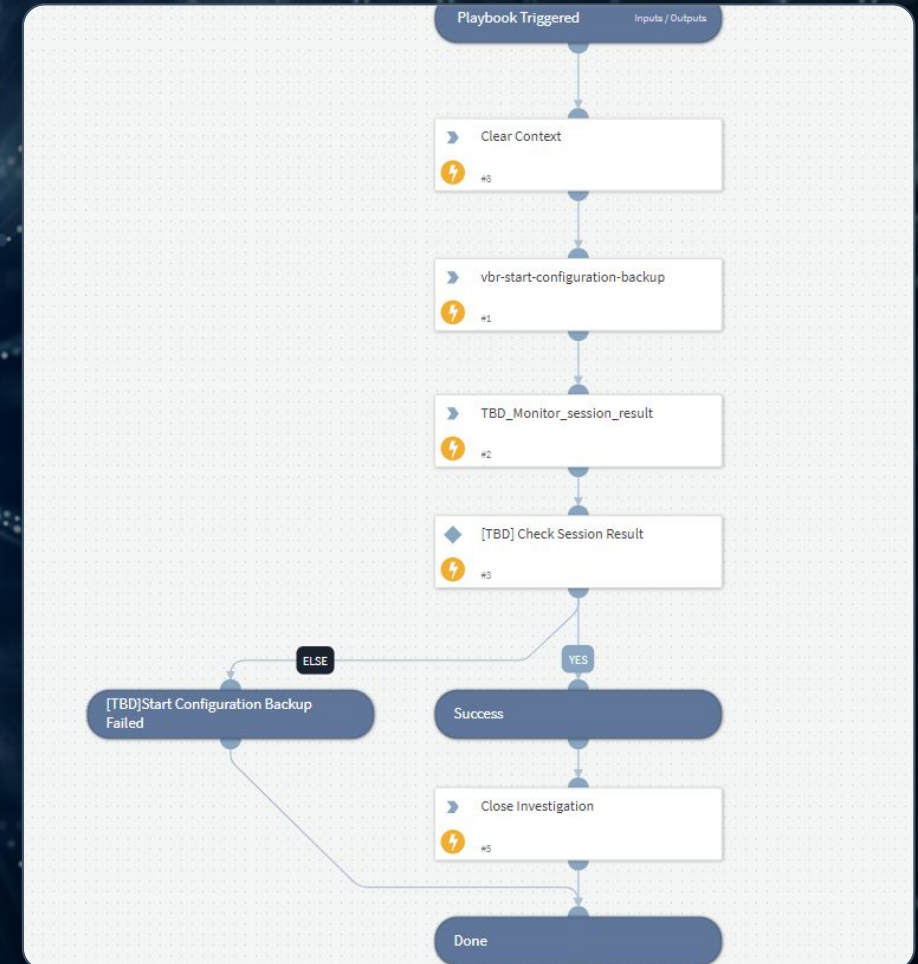 Playbook Triggered
Inputs / Outputs
Clear Context
#8
vbr-start-configuration-backup
#1
TBD_Monitor_session_result
#2
[TBD] Check Session Result
#3
ELSE
YES
[TBD]Start Configuration Backup
Failed
Success
Close Investigation
#5
Done